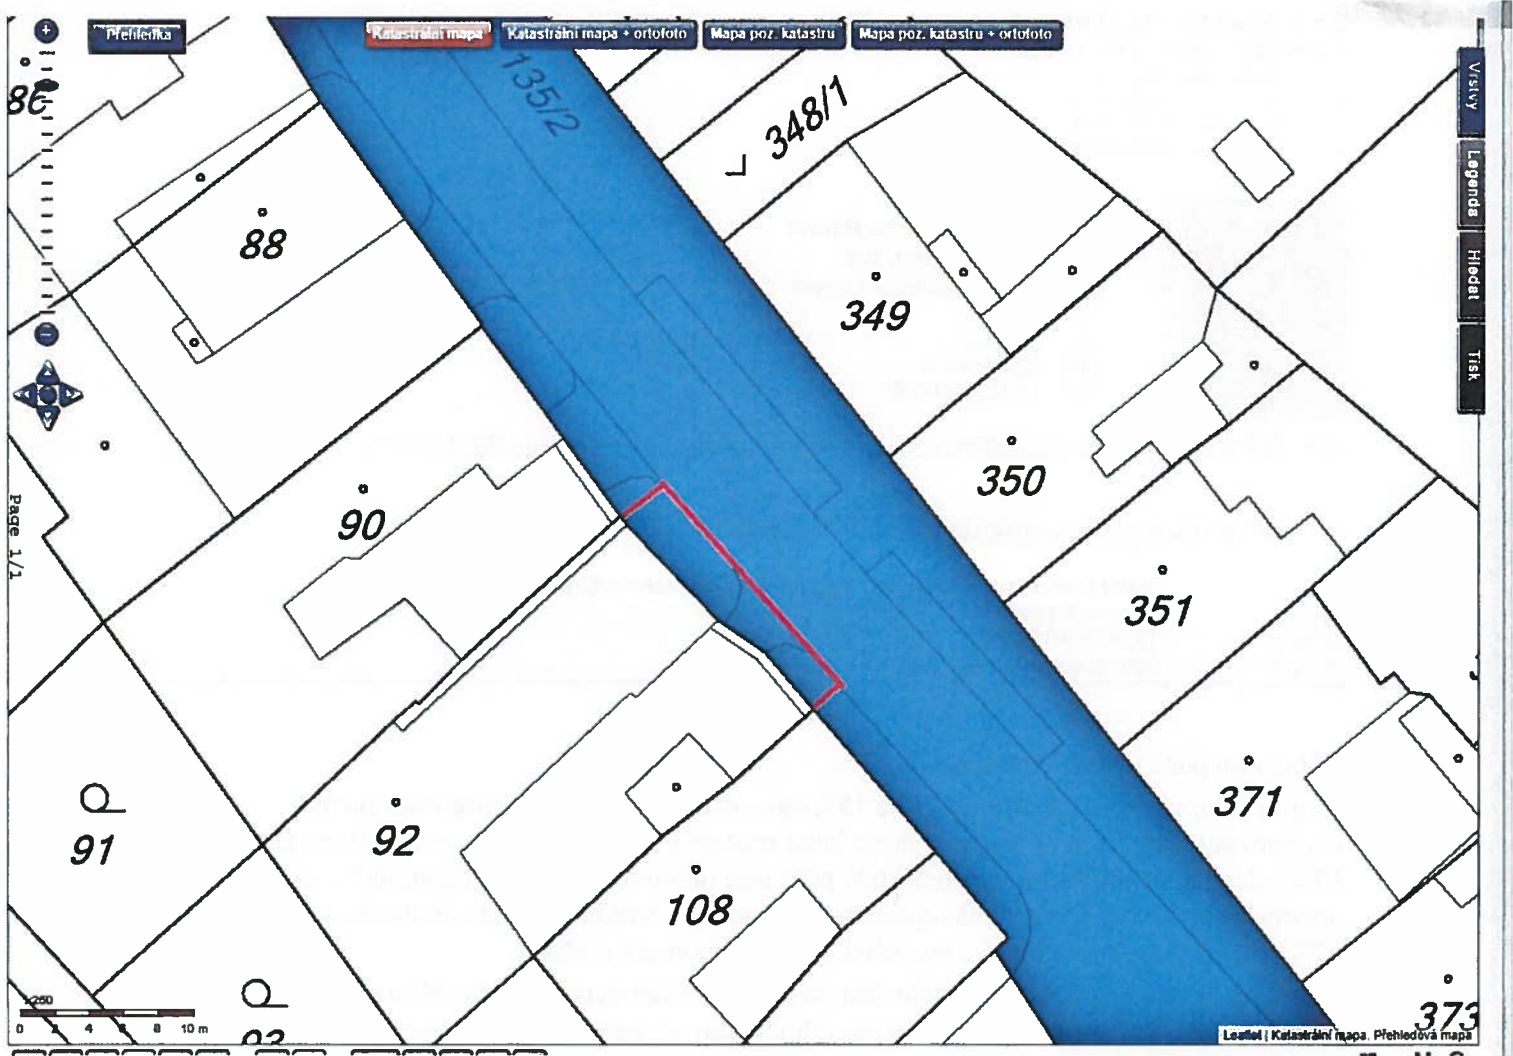 Přehledka
Katastrální mapa
Katastrální mapa + ortofoto
Mapa poz. katastru
Mapa poz. katastru + ortofoto
Vrstvy
Legenda
Hledat
Tisk
135/2
348/1
88
349
350
90
351
Page 1/1
371
91
92
108
373
0 2 4 6 8 10 m
Leaflet | Katastrální mapa, Přehledová mapa